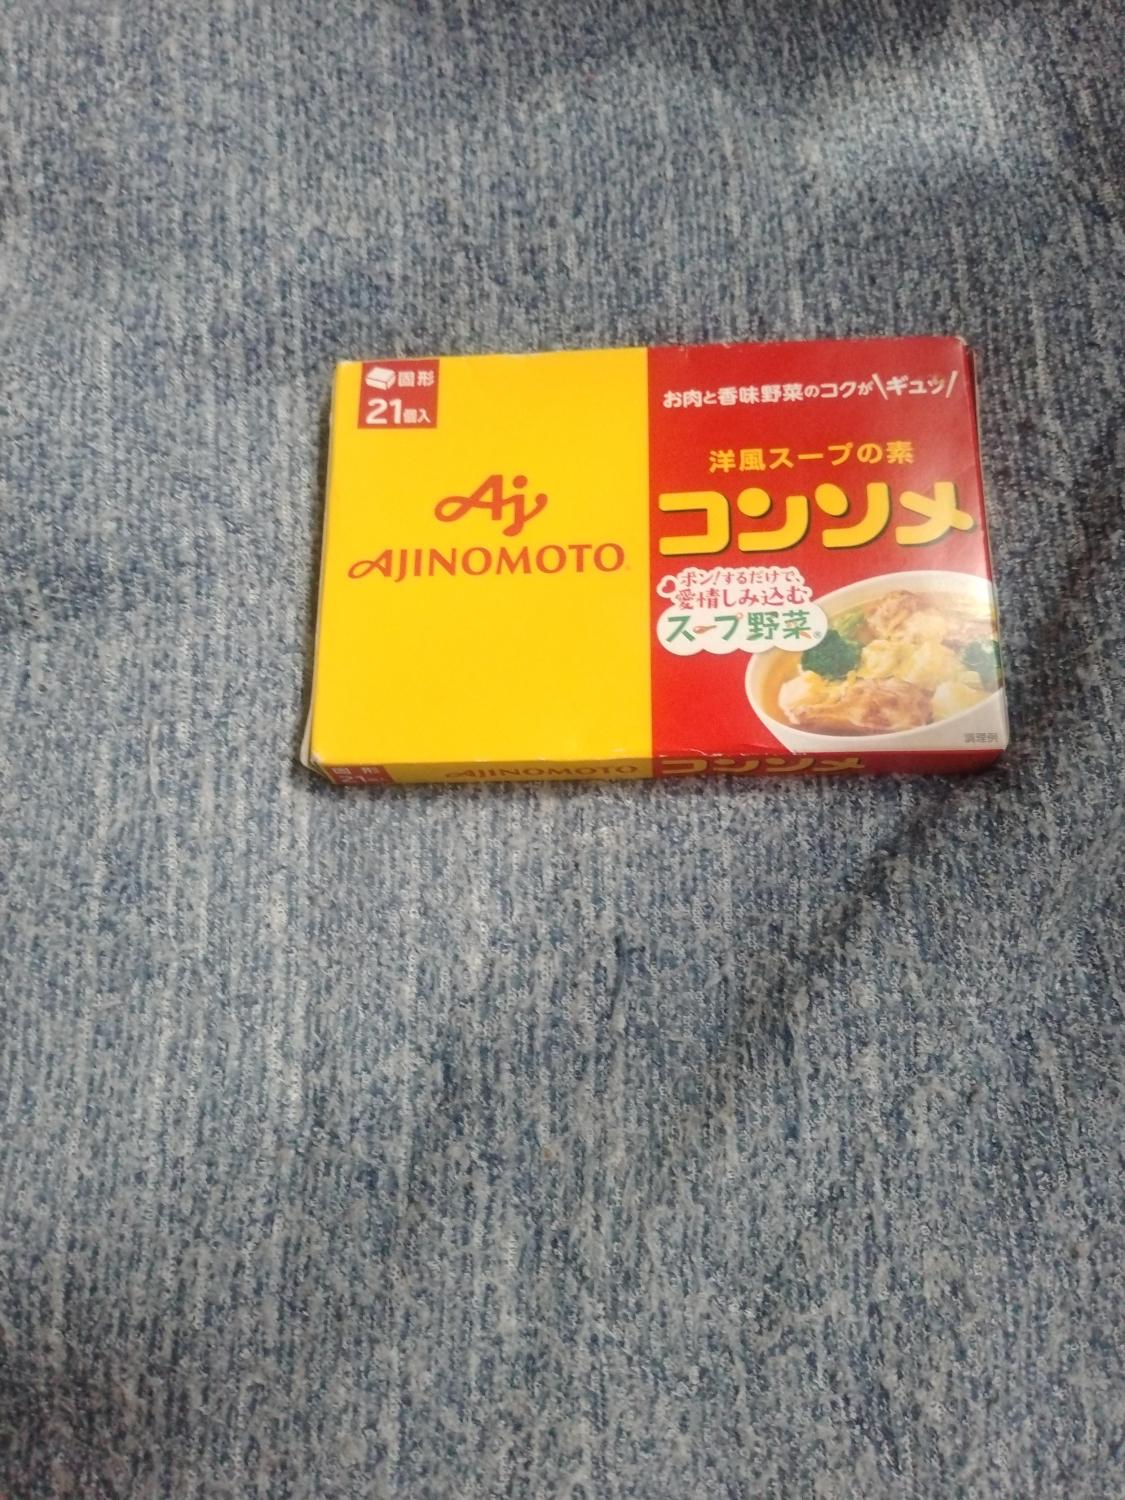 固形
21個入
Aj
AJINOMOTO
お肉と香味野菜のコクが\ギュッ/
洋風スープの素
コンソメ
ポン!するだけで、
愛情しみ込む
スープ野菜®
調理例
固形
21
AJINOMOTO
コンソメ